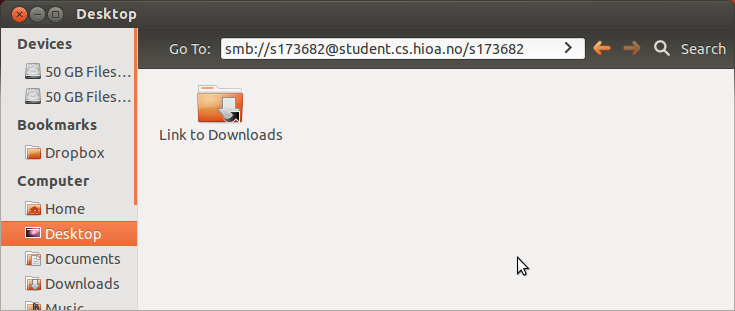 Desktop
Devices
Go To: smb://s173682@student.cs.hioa.no/s173682 Search
50 GB Files...
50 GB Files...
Bookmarks
Link to Downloads
Dropbox
Computer
Home
Desktop
Documents
Downloads
Music